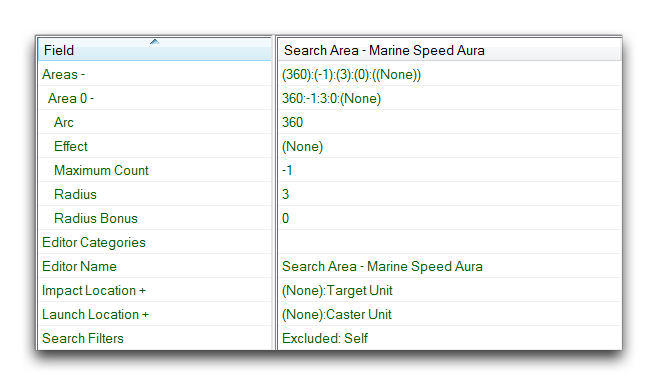 Field Search Area - Marine Speed Aura
Areas - (360):(-1):(3):(0):((None))
Area 0 - 360:-1:3:0:(None)
Arc 360
Effect (None)
Maximum Count -1
Radius 3
Radius Bonus 0
Editor Categories
Editor Name Search Area - Marine Speed Aura
Impact Location + (None):Target Unit
Launch Location + (None):Caster Unit
Search Filters Excluded: Self